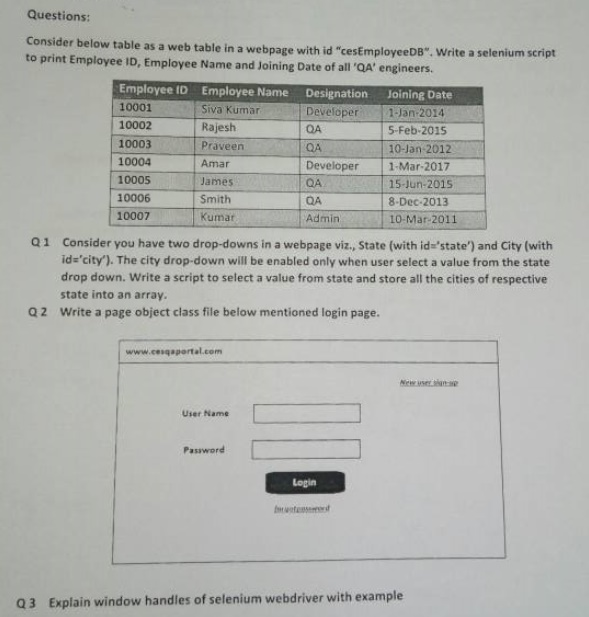 Questions:
Consider below table as a web table in a webpage with id "cesEmployeeDB". Write a selenium script
to print Employee ID, Employee Name and Joining Date of all 'QA' engineers.
Employee ID Employee Name Designation Joining Date
10001 Siva Kumar Developer 1-Jan-2014
10002 Rajesh QA 5-Feb-2015
10003 Praveen QA 10-Jan-2012
10004 Amar Developer 1-Mar-2017
10005 James QA 15-Jun-2015
10006 Smith QA 8-Dec-2013
10007 Kumar Admin 10-Mar-2011
Q 1 Consider you have two drop-downs in a webpage viz., State (with id='state') and City (with
id='city'). The city drop-down will be enabled only when user select a value from the state
drop down. Write a script to select a value from state and store all the cities of respective
state into an array.
Q 2 Write a page object class file below mentioned login page.
www.cesqaportal.com
New user sign-up
User Name
Password
Login
Q 3 Explain window handles of selenium webdriver with example